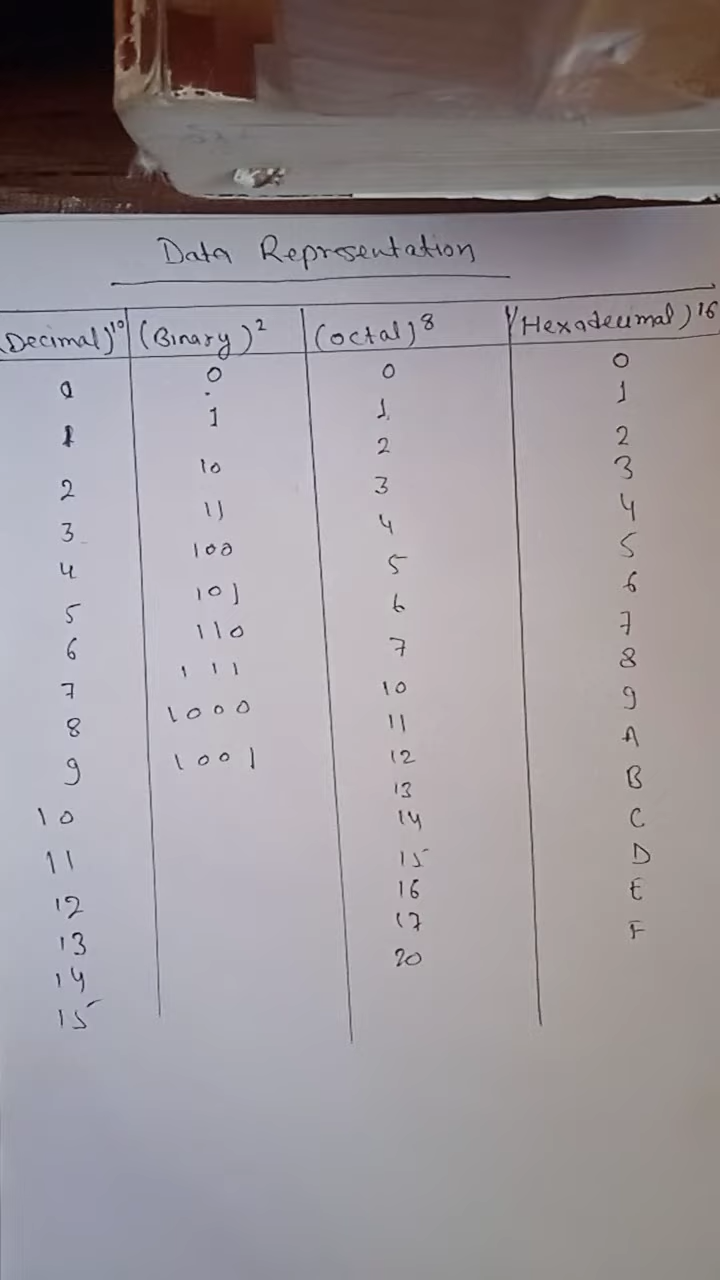 Data Representation
(Decimal)10 (Binary)2 (Octal)8 (Hexadecimal)16
0 0 0 0
1 1 1 1
2 10 2 2
3 11 3 3
4 100 4 4
5 101 5 5
6 110 6 6
7 111 7 7
8 1000 10 8
9 1001 11 9
10 12 A
11 13 B
12 14 C
13 15 D
14 16 E
15 17 F
20